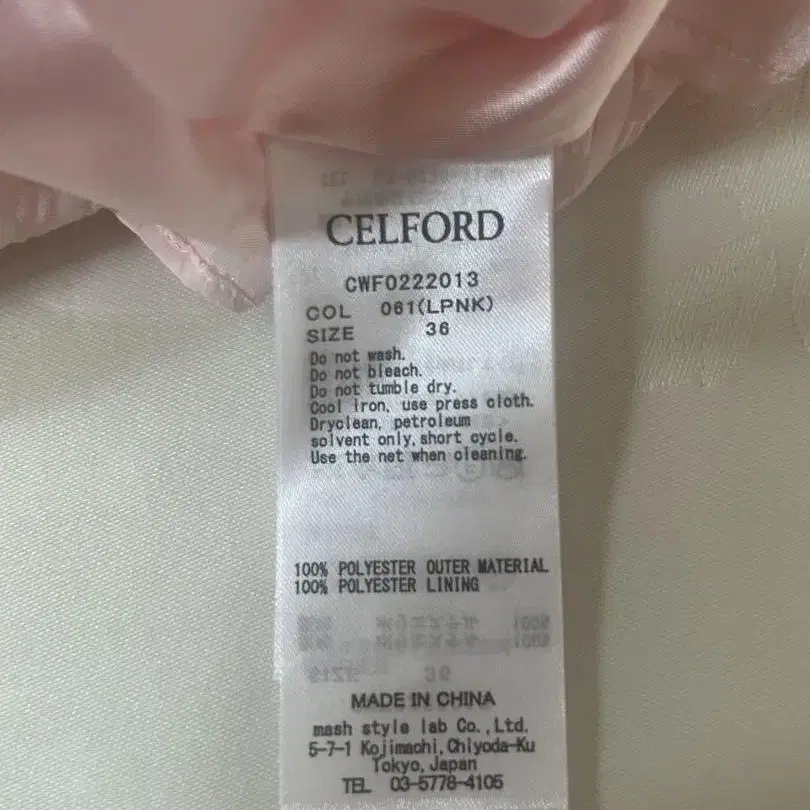 CELFORD
CWF0222013
COL 061(LPNK)
SIZE 36
Do not wash.
Do not bleach.
Do not tumble dry.
Cool iron, use press cloth.
Dryclean, petroleum
solvent only, short cycle.
Use the net when cleaning.
100% POLYESTER OUTER MATERIAL
100% POLYESTER LINING
MADE IN CHINA
mash style lab Co.,Ltd.
5-7-1 Kojimachi,Chiyoda-Ku
Tokyo,Japan
TEL 03-5778-4105